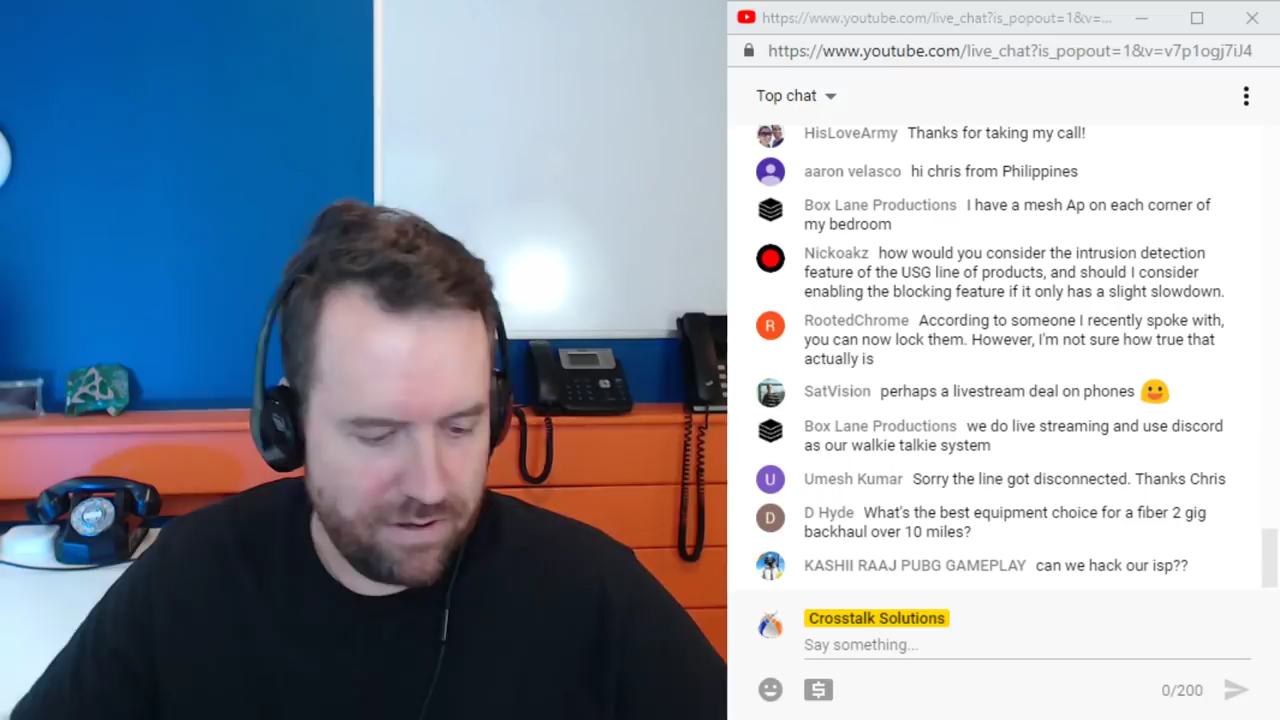 https://www.youtube.com/live_chat?is_popout=1&v=...
https://www.youtube.com/live_chat?is_popout=1&v=v7p1ogj7iJ4
Top chat
HisLoveArmy Thanks for taking my call!
aaron velasco hi chris from Philippines
Box Lane Productions I have a mesh Ap on each corner of
my bedroom
Nickoakz how would you consider the intrusion detection
feature of the USG line of products, and should I consider
enabling the blocking feature if it only has a slight slowdown.
R
RootedChrome According to someone I recently spoke with,
you can now lock them. However, I'm not sure how true that
actually is
SatVision perhaps a livestream deal on phones
Box Lane Productions we do live streaming and use discord
as our walkie talkie system
U
Umesh Kumar Sorry the line got disconnected. Thanks Chris
D
D Hyde What's the best equipment choice for a fiber 2 gig
backhaul over 10 miles?
KASHII RAAJ PUBG GAMEPLAY can we hack our isp??
Crosstalk Solutions
Say something...
0/200